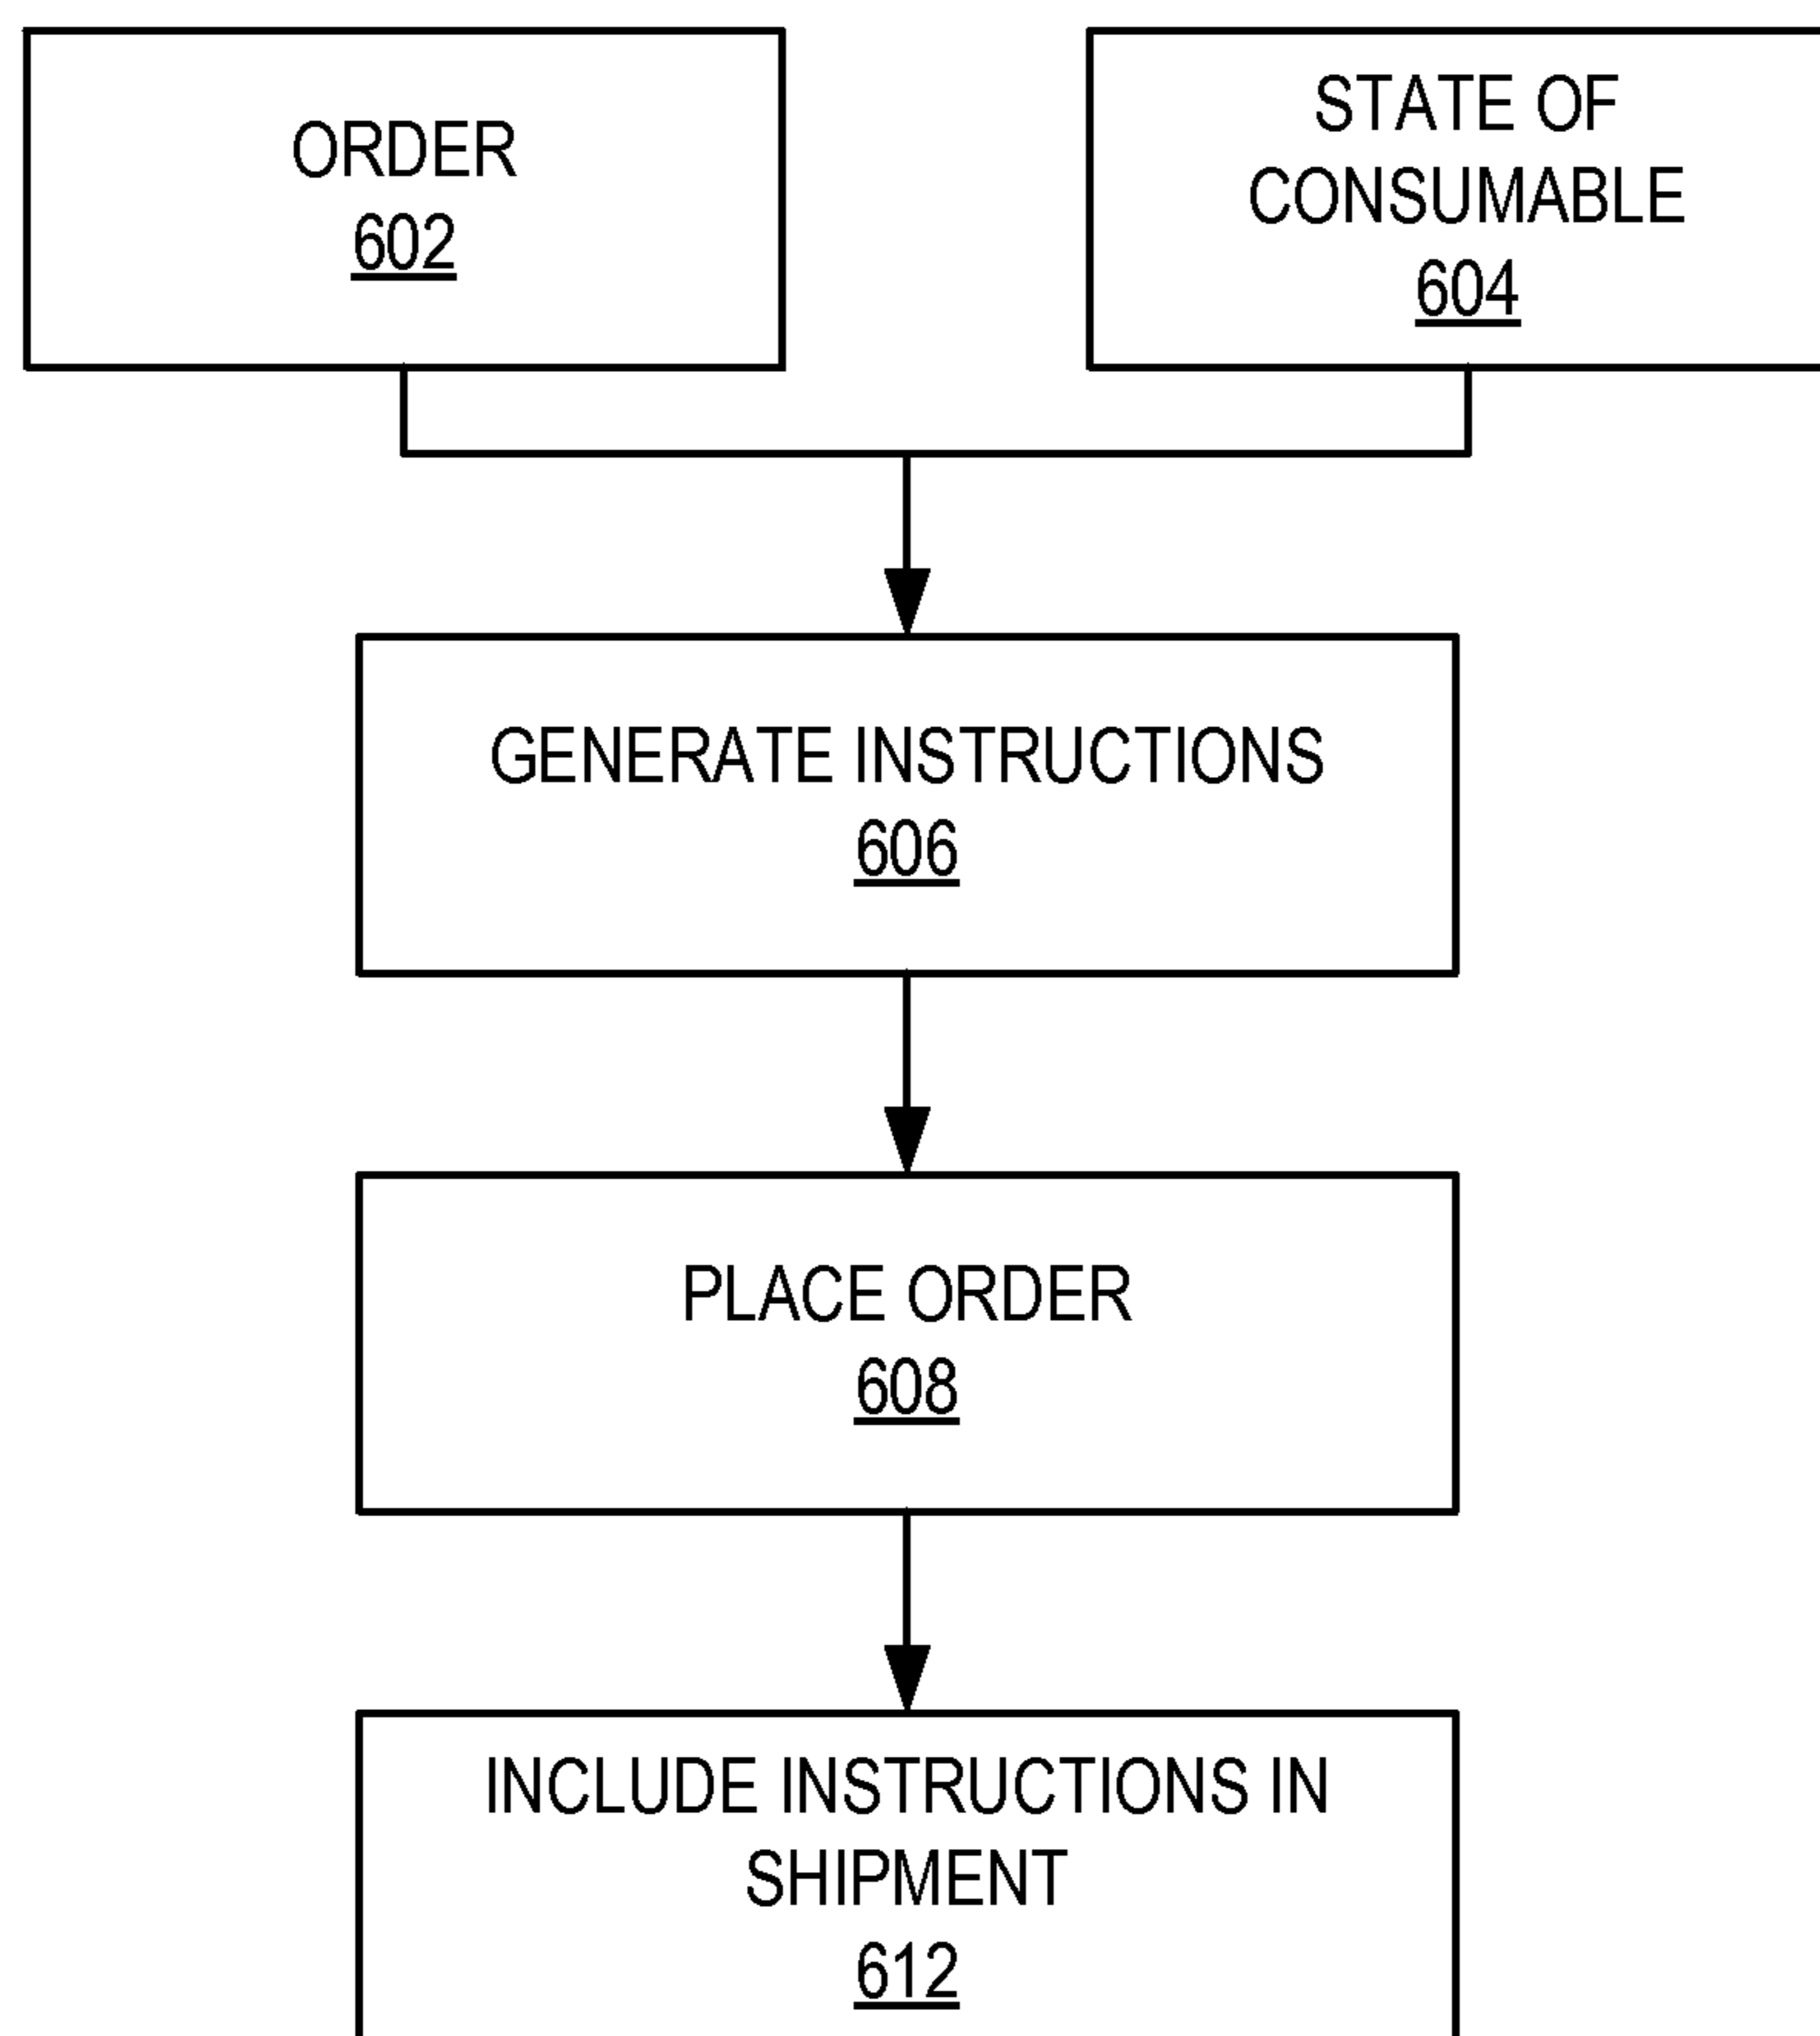 ORDER
602
STATE OF
CONSUMABLE
604
GENERATE INSTRUCTIONS
606
PLACE ORDER
608
INCLUDE INSTRUCTIONS IN
SHIPMENT
612